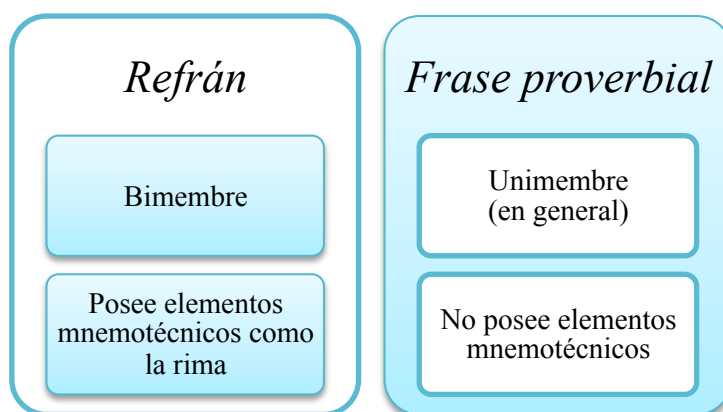 Refrán
Bimembre
Posee elementos
mnemotécnicos como
la rima
Frase proverbial
Unimembre
(en general)
No posee elementos
mnemotécnicos